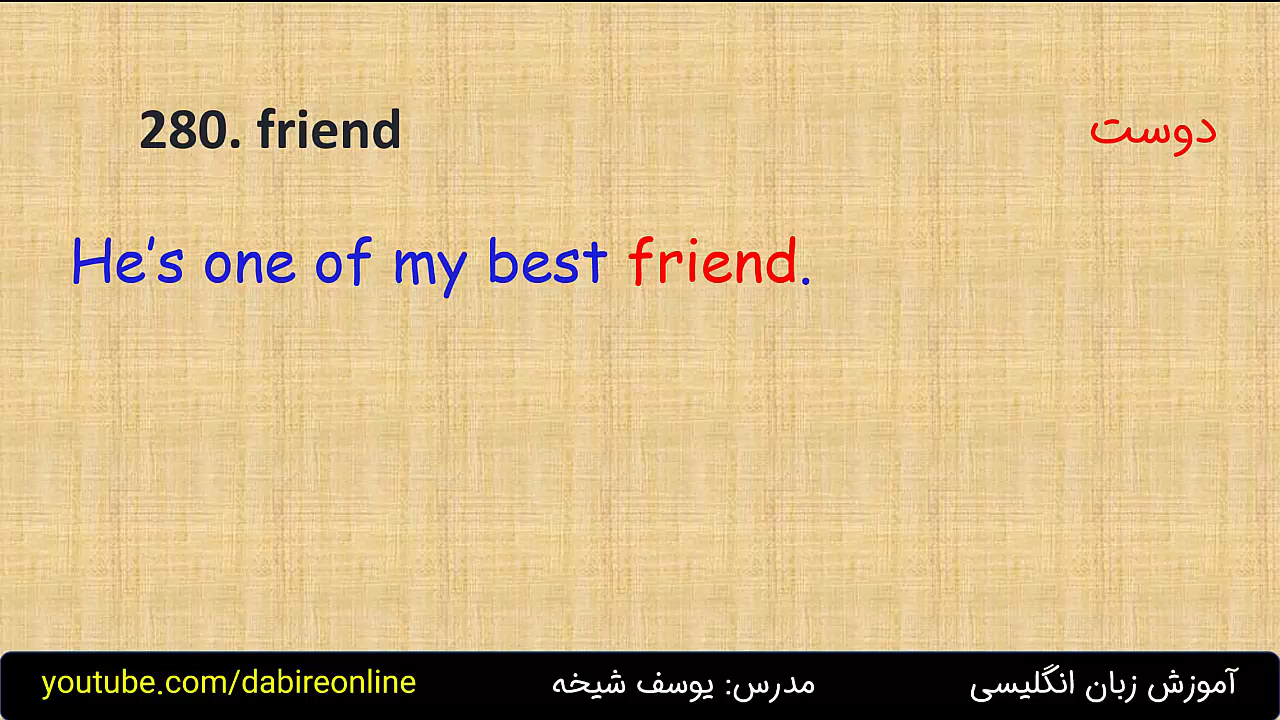 280. friend
دوست
He's one of my best friend.
youtube.com/dabireonline
مدرس: یوسف شیخه
آموزش زبان انگلیسی